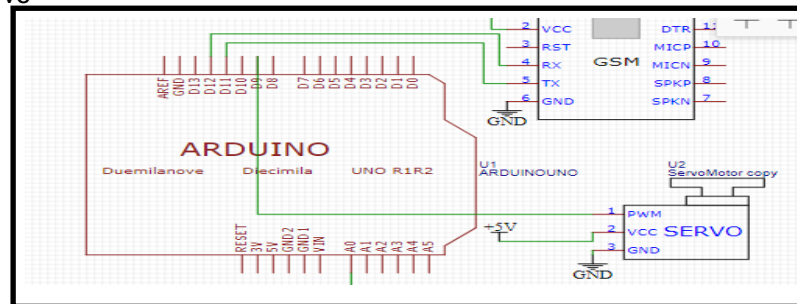 2 VCC DTR 11
3 RST MICP 10
4 RX GSM MICN 9
5 TX SPKP 8
6 GND SPKN 7
GND
AREF GND D13 D12 D11 D10 D9 D8 D7 D6 D5 D4 D3 D2 D1 D0
ARDUINO
Duemilanove Diecimila UNO R1R2
U1
ARDUINOUNO
U2
ServoMotor copy
RESET 3V 5V GND2 GND1 VIN A0 A1 A2 A3 A4 A5
+5V
1 PWM
2 VCC SERVO
3 GND
GND